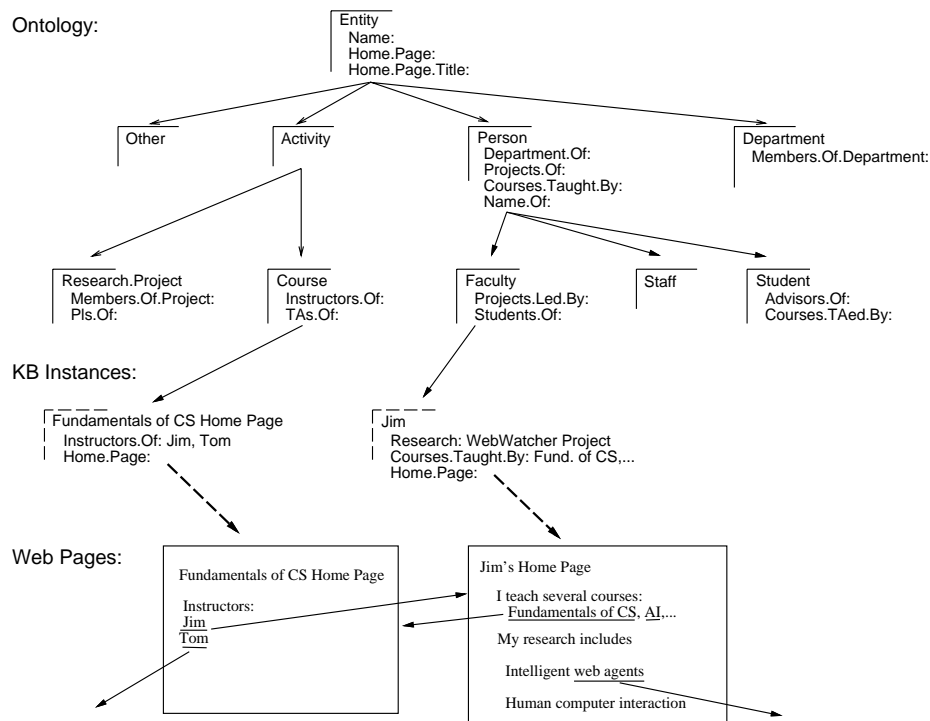 Ontology:
Entity
Name:
Home.Page:
Home.Page.Title:
Other
Activity
Person
Department.Of:
Projects.Of:
Courses.Taught.By:
Name.Of:
Department
Members.Of.Department:
Research.Project
Members.Of.Project:
PIs.Of:
Course
Instructors.Of:
TAs.Of:
Faculty
Projects.Led.By:
Students.Of:
Staff
Student
Advisors.Of:
Courses.TAed.By:
KB Instances:
Fundamentals of CS Home Page
Instructors.Of: Jim, Tom
Home.Page:
Jim
Research: WebWatcher Project
Courses.Taught.By: Fund. of CS,...
Home.Page:
Web Pages:
Fundamentals of CS Home Page
Instructors:
Jim
Tom
Jim's Home Page
I teach several courses:
Fundamentals of CS, AI,...
My research includes
Intelligent web agents
Human computer interaction